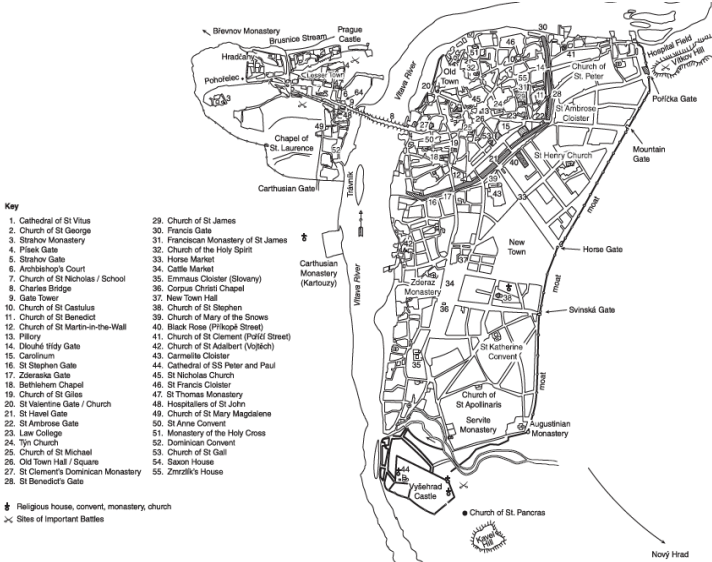 Břevnov Monastery
Brusnice Stream
Prague
Castle
Hradčany
Pohořelec
Lesser Town
Chapel of
St. Laurence
Carthusian Gate
Trávník
Vltava River
Old
Town
Church of
St. Peter
Hospital Field
Vítkov Hill
St Ambrose
Cloister
Poříčka Gate
Mountain
Gate
St Henry Church
moat
New
Town
Horse Gate
moat
Carthusian
Monastery
(Kartouzy)
Vltava River
Zderaz
Monastery
Svinská Gate
St Katherine
Convent
moat
Church of
St Apollinaris
Servite
Monastery
Augustinian
Monastery
Vyšehrad
Castle
Church of St. Pancras
Kavčí
Hill
Nový Hrad
Key
1. Cathedral of St Vitus
2. Church of St George
3. Strahov Monastery
4. Písek Gate
5. Strahov Gate
6. Archbishop's Court
7. Church of St Nicholas / School
8. Charles Bridge
9. Gate Tower
10. Church of St Castulus
11. Church of St Benedict
12. Church of St Martin-in-the-Wall
13. Pillory
14. Dlouhé třídy Gate
15. Carolinum
16. St Stephen Gate
17. Zderaska Gate
18. Bethlehem Chapel
19. Church of St Giles
20. St Valentine Gate / Church
21. St Havel Gate
22. St Ambrose Gate
23. Law College
24. Týn Church
25. Church of St Michael
26. Old Town Hall / Square
27. St Clement's Dominican Monastery
28. St Benedict's Gate
29. Church of St James
30. Francis Gate
31. Franciscan Monastery of St James
32. Church of the Holy Spirit
33. Horse Market
34. Cattle Market
35. Emmaus Cloister (Slovany)
36. Corpus Christi Chapel
37. New Town Hall
38. Church of St Stephen
39. Church of Mary of the Snows
40. Black Rose (Příkopě Street)
41. Church of St Clement (Poříčí Street)
42. Church of St Adalbert (Vojtěch)
43. Carmelite Cloister
44. Cathedral of SS Peter and Paul
45. St Nicholas Church
46. St Francis Cloister
47. St Thomas Monastery
48. Hospitallers of St John
49. Church of St Mary Magdalene
50. St Anne Convent
51. Monastery of the Holy Cross
52. Dominican Convent
53. Church of St Gall
54. Saxon House
55. Zmrzlík's House
Religious house, convent, monastery, church
Sites of Important Battles